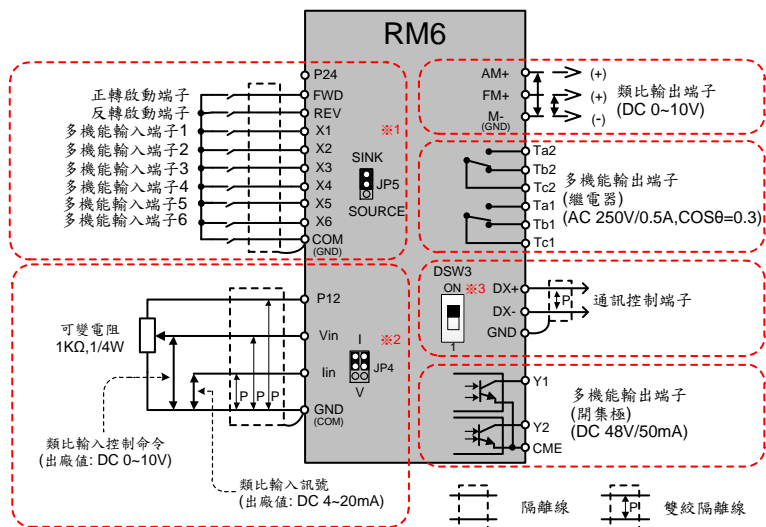 RM6
P24
正轉啟動端子 FWD
反轉啟動端子 REV
多機能輸入端子1 X1
多機能輸入端子2 X2
多機能輸入端子3 X3
多機能輸入端子4 X4
多機能輸入端子5 X5
多機能輸入端子6 X6
COM
(GND)
※1
SINK
JP5
SOURCE
AM+ (+)
FM+ (+)
M- (-)
(GND)
類比輸出端子
(DC 0~10V)
Ta2
Tb2
Tc2
Ta1
Tb1
Tc1
多機能輸出端子
(繼電器)
(AC 250V/0.5A,COSθ=0.3)
DSW3
ON ※3
1
DX+
DX-
GND
P
通訊控制端子
P12
Vin
Iin
GND
(COM)
可變電阻
1KΩ,1/4W
P P P
I ※2
JP4
V
類比輸入控制命令
(出廠值: DC 0~10V)
類比輸入訊號
(出廠值: DC 4~20mA)
Y1
Y2
CME
多機能輸出端子
(開集極)
(DC 48V/50mA)
隔離線
P 雙絞隔離線